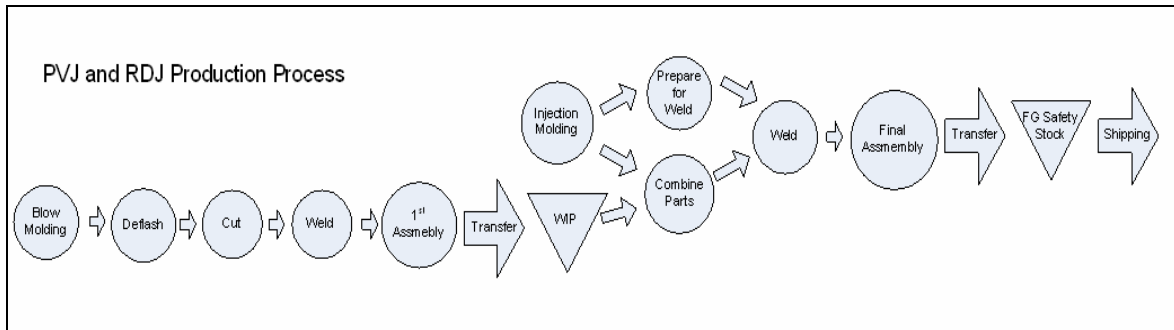 PVJ and RDJ Production Process
Blow
Molding
Deflash
Cut
Weld
1st
Assmebly
Transfer
WIP
Injection
Molding
Prepare
for
Weld
Combine
Parts
Weld
Final
Assmembly
Transfer
FG Safety
Stock
Shipping